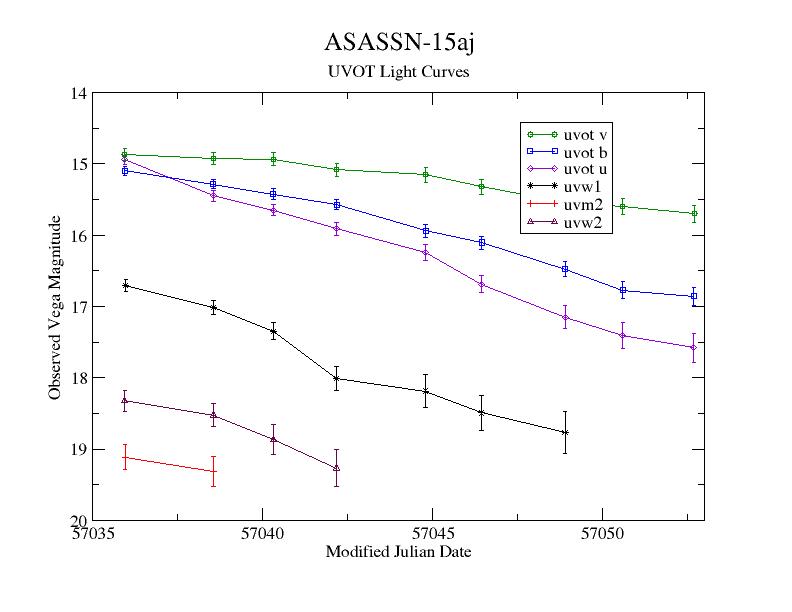 ASASSN-15aj
UVOT Light Curves
14
15
16
17
18
19
20
Observed Vega Magnitude
uvot v
uvot b
uvot u
uvw1
uvm2
uvw2
57035
57040
57045
57050
Modified Julian Date